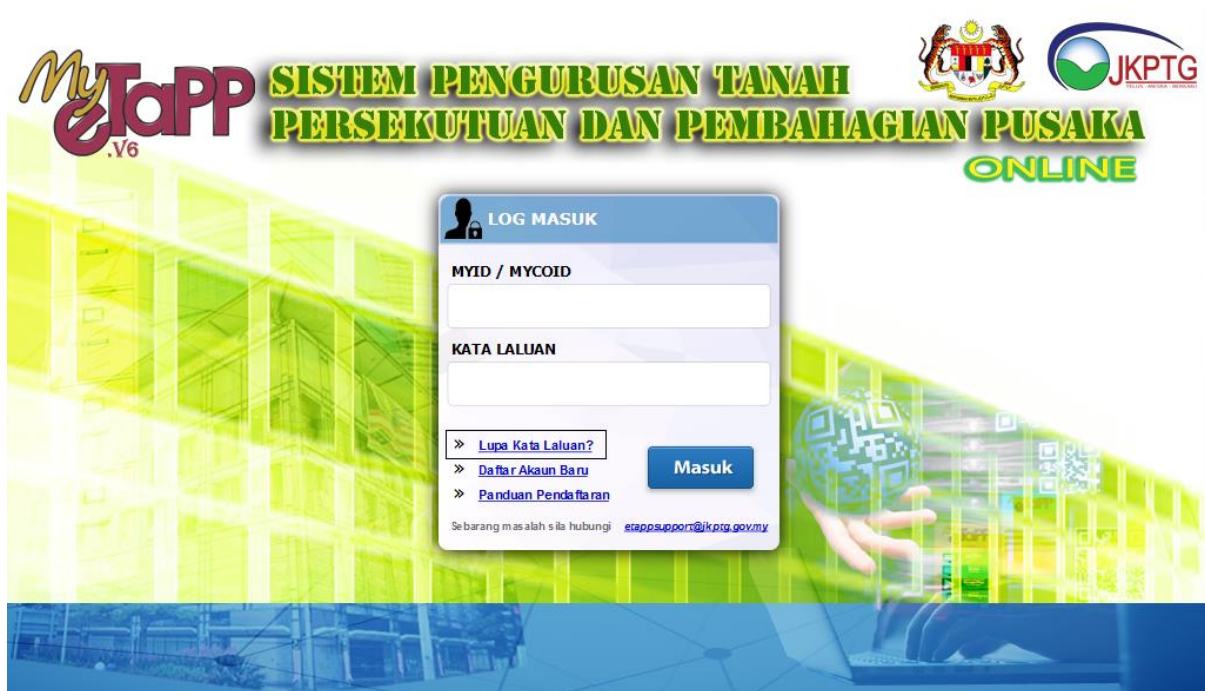 MyeTaPP
.V6
SISTEM PENGURUSAN TANAH
PERSEKUTUAN DAN PEMBAHAGIAN PUSAKA
ONLINE
JKPTG
LOG MASUK
MYID / MYCOID
KATA LALUAN
» Lupa Kata Laluan?
» Daftar Akaun Baru
» Panduan Pendaftaran
Masuk
Sebarang masalah sila hubungi etappsupport@jkptg.gov.my